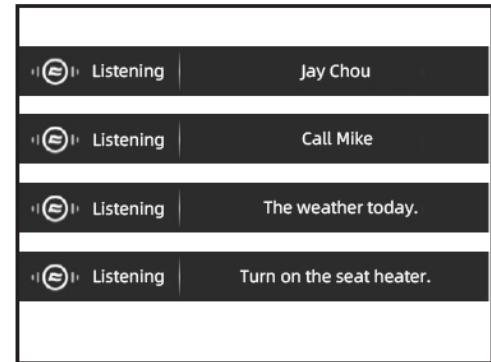 Listening Jay Chou
Listening Call Mike
Listening The weather today.
Listening Turn on the seat heater.